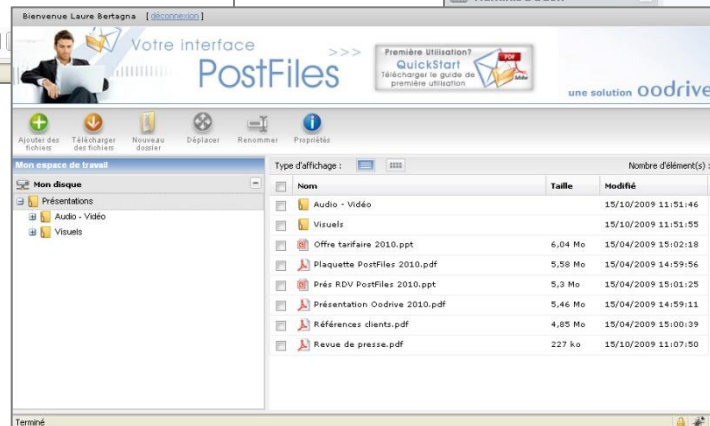 Bienvenue Laure Bertagna [déconnexion]
Votre interface >>>
PostFiles
Première Utilisation?
QuickStart
Télécharger le guide de
première utilisation
PDF
une solution oodrive
Ajouter des fichiers
Télécharger des fichiers
Nouveau dossier
Déplacer
Renommer
Propriétés
Mon espace de travail
Type d'affichage :
Nombre d'élément(s) :
Mon disque
Présentations
Audio - Vidéo
Visuels
Nom Taille Modifié
Audio - Vidéo 15/10/2009 11:51:46
Visuels 15/10/2009 11:51:55
Offre tarifaire 2010.ppt 6,04 Mo 15/04/2009 15:02:18
Plaquette PostFiles 2010.pdf 5,58 Mo 15/04/2009 14:59:56
Prés RDV PostFiles 2010.ppt 5,3 Mo 15/04/2009 15:01:25
Présentation Oodrive 2010.pdf 5,46 Mo 15/04/2009 14:59:11
Références clients.pdf 4,85 Mo 15/04/2009 15:00:39
Revue de presse.pdf 227 ko 15/10/2009 11:07:50
Terminé